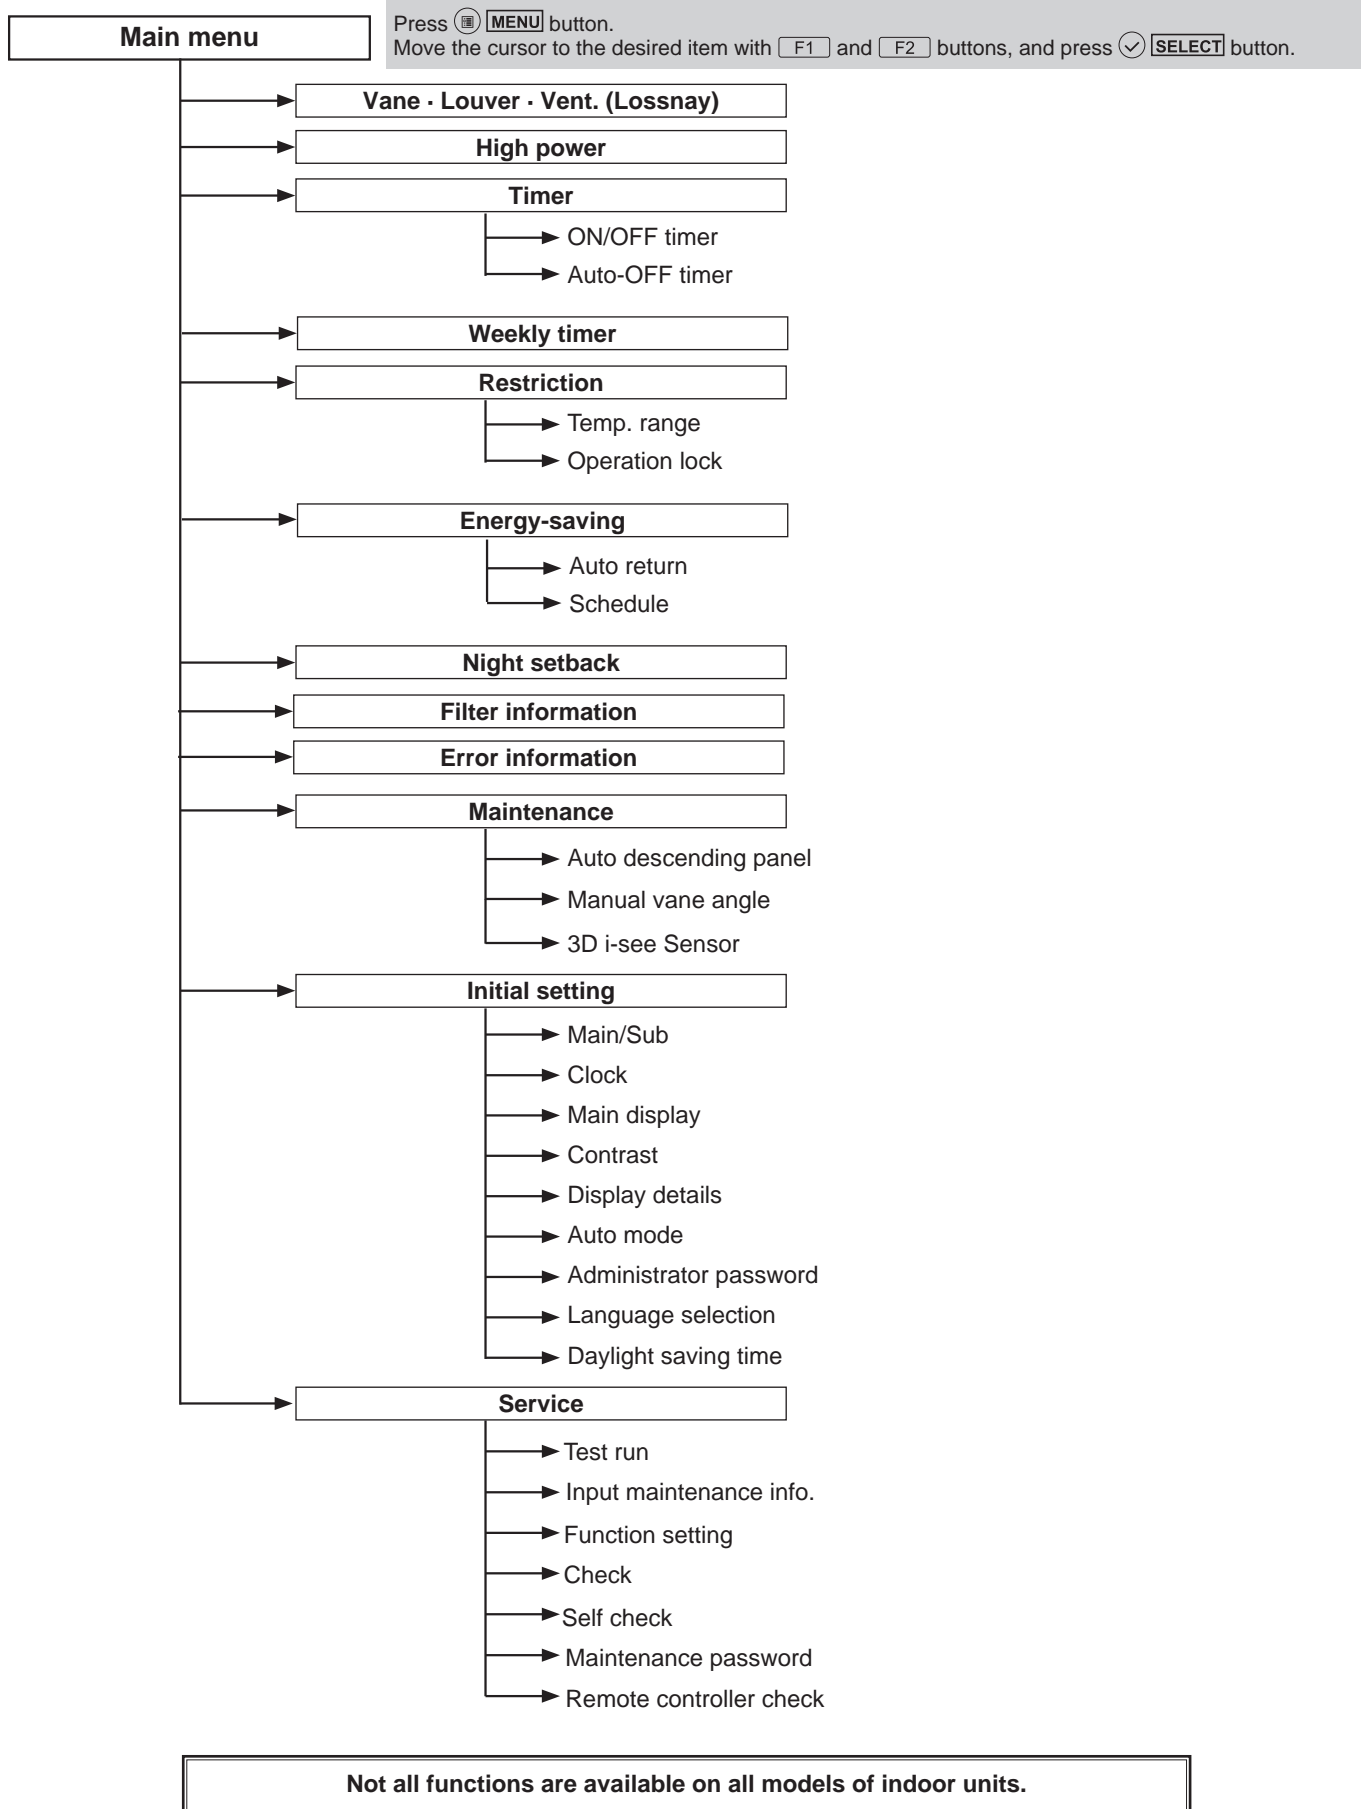 Main menu
Press MENU button.
Move the cursor to the desired item with F1 and F2 buttons, and press SELECT button.
Vane · Louver · Vent. (Lossnay)
High power
Timer
ON/OFF timer
Auto-OFF timer
Weekly timer
Restriction
Temp. range
Operation lock
Energy-saving
Auto return
Schedule
Night setback
Filter information
Error information
Maintenance
Auto descending panel
Manual vane angle
3D i-see Sensor
Initial setting
Main/Sub
Clock
Main display
Contrast
Display details
Auto mode
Administrator password
Language selection
Daylight saving time
Service
Test run
Input maintenance info.
Function setting
Check
Self check
Maintenance password
Remote controller check
Not all functions are available on all models of indoor units.